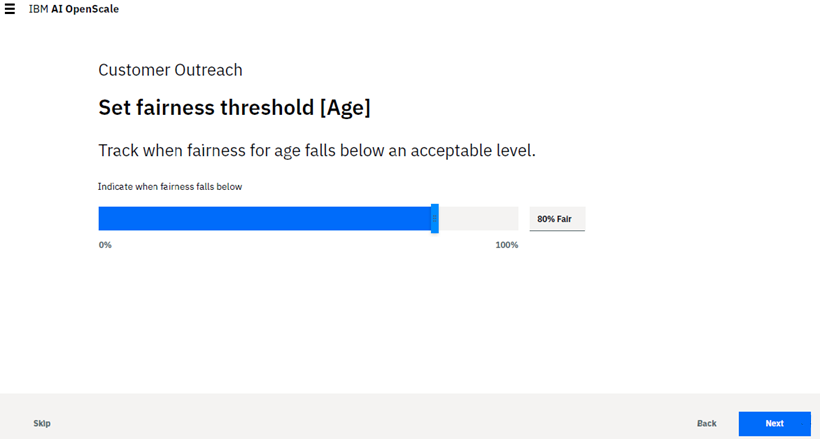 IBM AI OpenScale
Customer Outreach
Set fairness threshold [Age]
Track when fairness for age falls below an acceptable level.
Indicate when fairness falls below
80% Fair
0% 100%
Skip Back Next